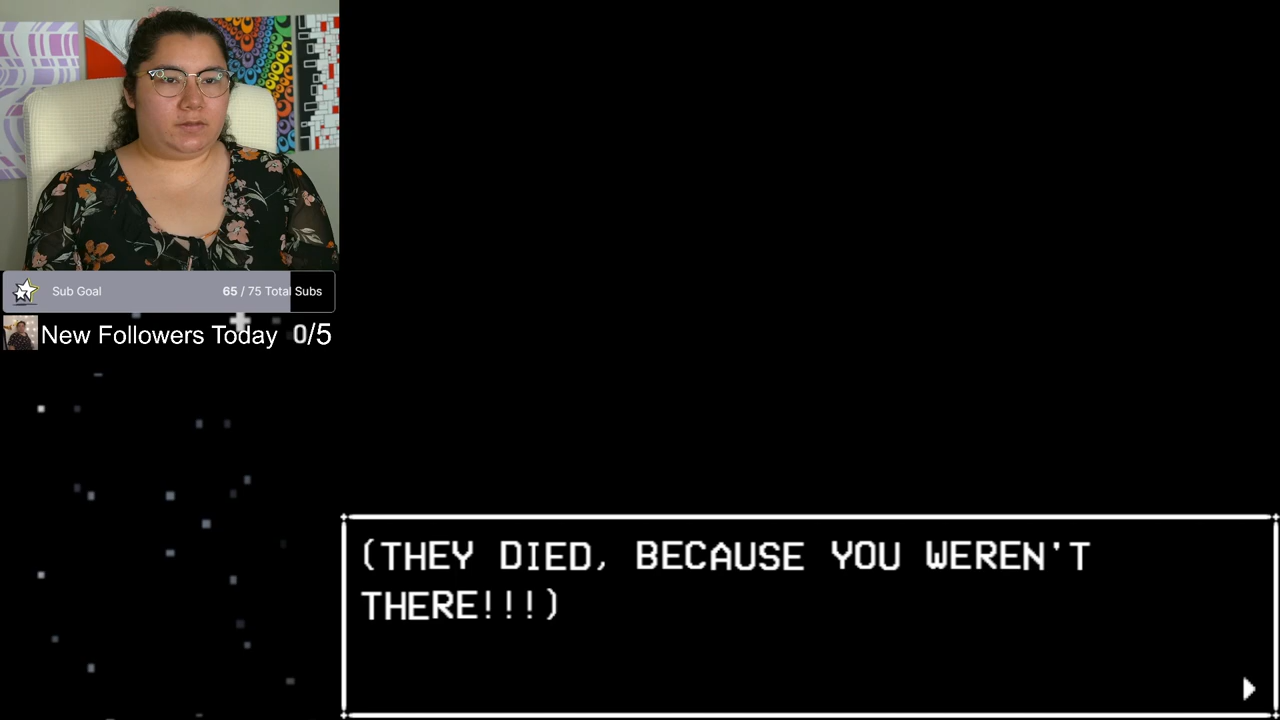 Sub Goal 65 / 75 Total Subs
New Followers Today 0/5
(THEY DIED, BECAUSE YOU WEREN'T
THERE!!!)